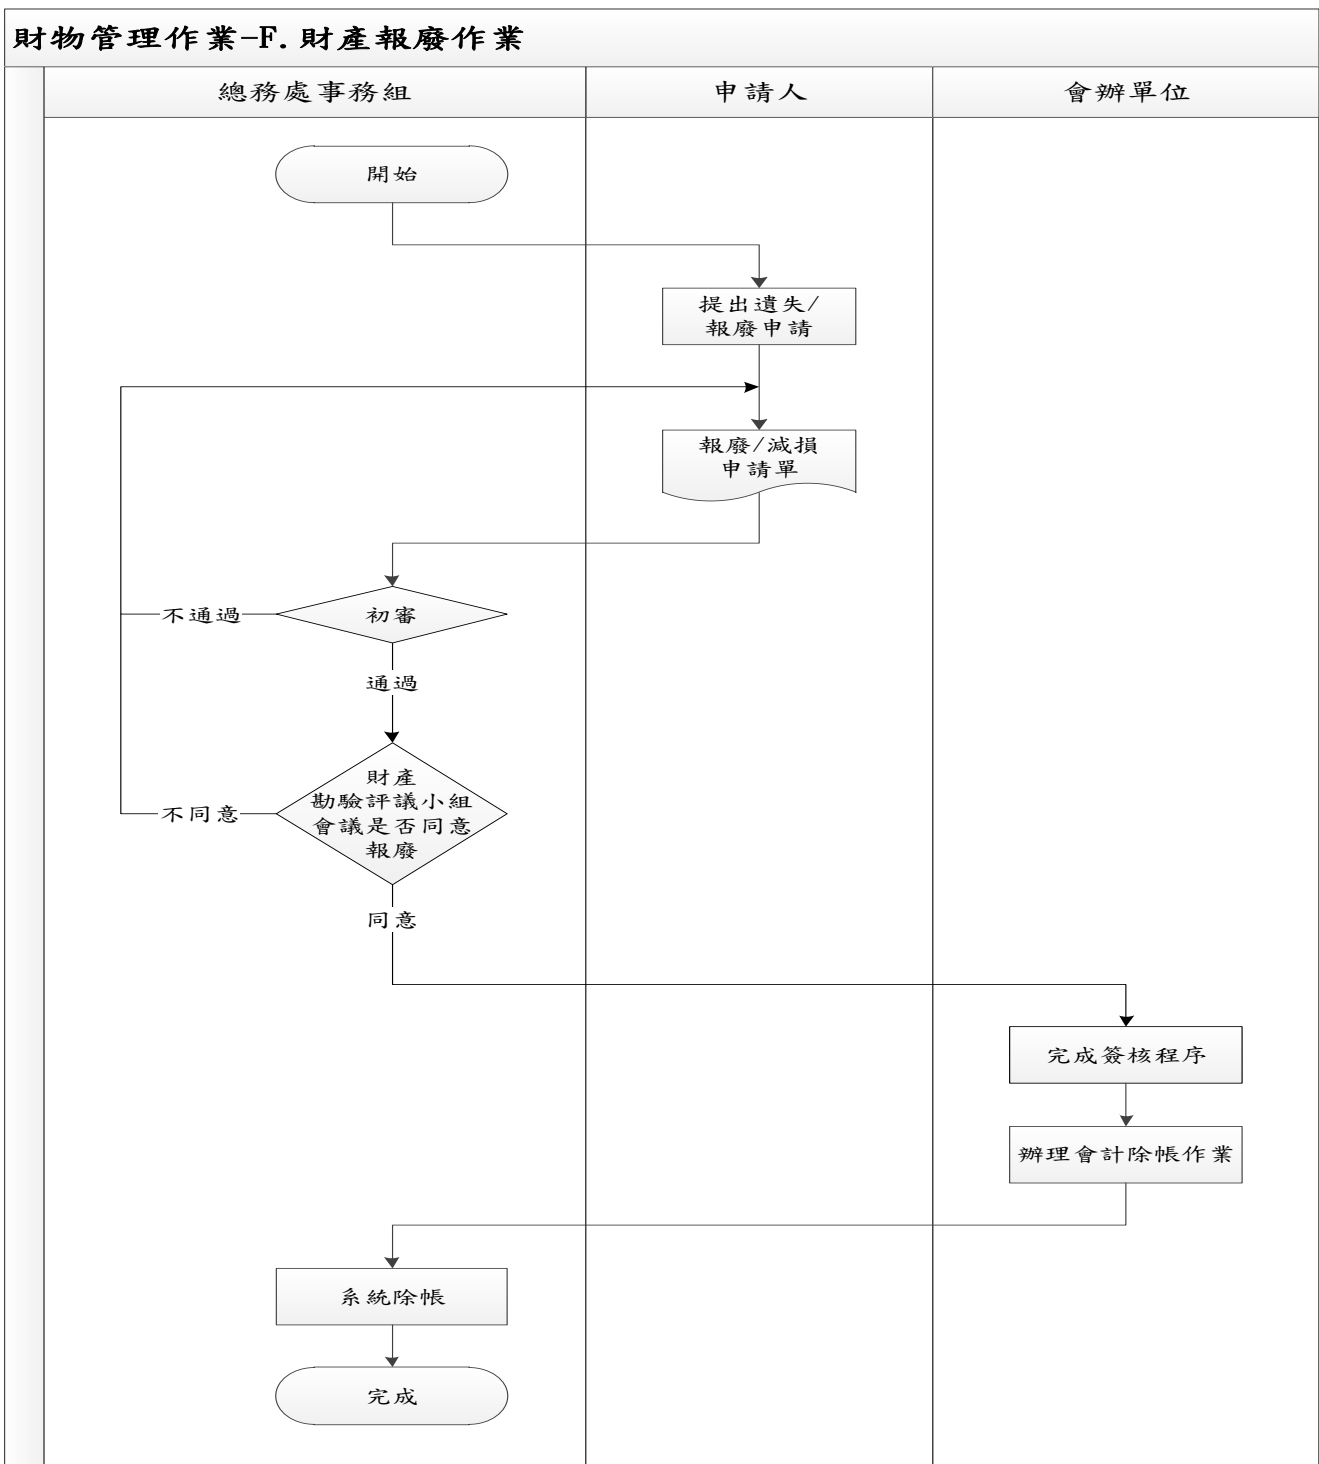 財物管理作業-F.財產報廢作業
總務處事務組
申請人
會辦單位
開始
提出遺失/
報廢申請
報廢/減損
申請單
初審
不通過
通過
財產
勘驗評議小組
會議是否同意
報廢
不同意
同意
完成簽核程序
辦理會計除帳作業
系統除帳
完成